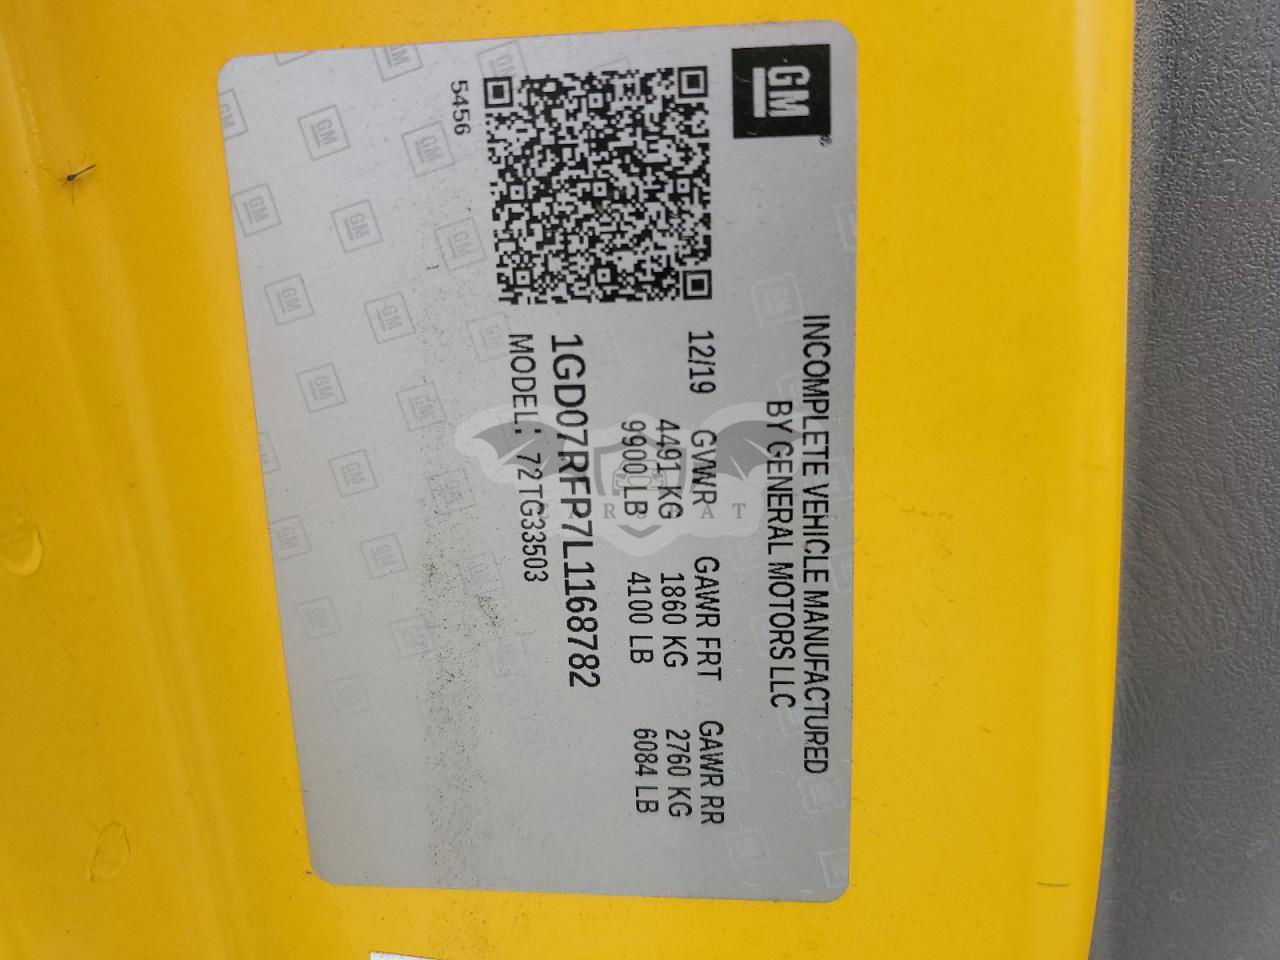 GM
INCOMPLETE VEHICLE MANUFACTURED
BY GENERAL MOTORS LLC
12/19 GVWR GAWR FRT GAWR RR
4491 KG 1860 KG 2760 KG
9900 LB 4100 LB 6084 LB
1GD07RFP7L1168782
MODEL: 72TG33503
5456